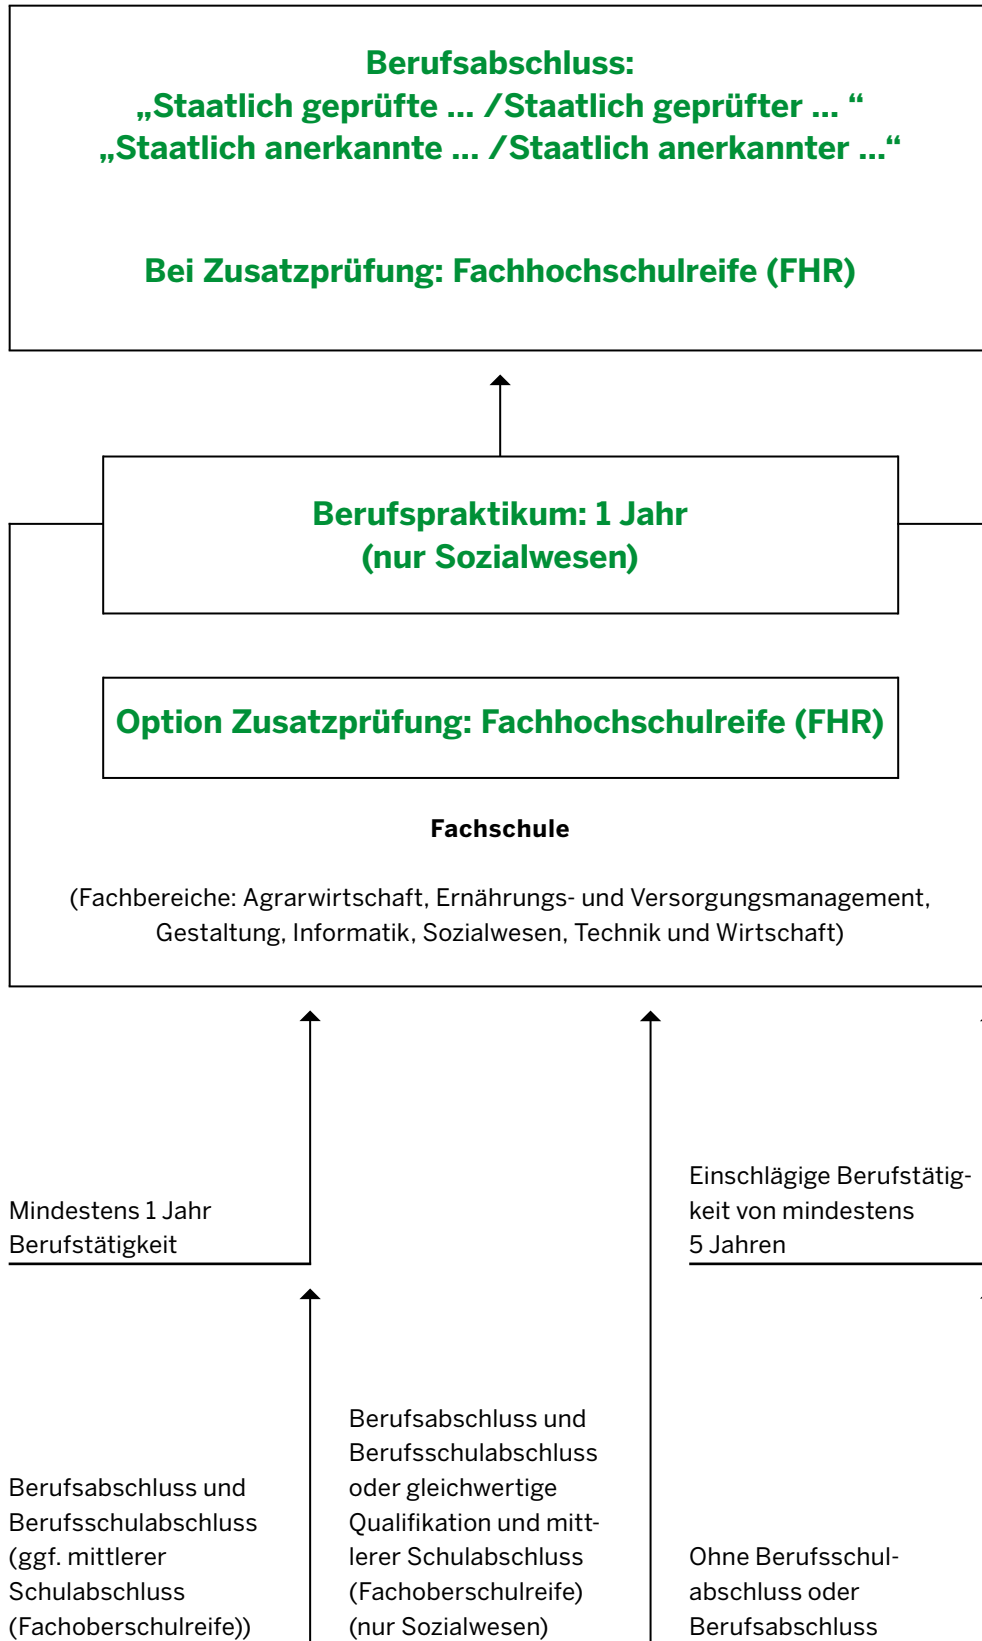 Berufsabschluss:
„Staatlich geprüfte ... /Staatlich geprüfter ... “
„Staatlich anerkannte ... /Staatlich anerkannter ...“
Bei Zusatzprüfung: Fachhochschulreife (FHR)
Berufspraktikum: 1 Jahr
(nur Sozialwesen)
Option Zusatzprüfung: Fachhochschulreife (FHR)
Fachschule
(Fachbereiche: Agrarwirtschaft, Ernährungs- und Versorgungsmanagement,
Gestaltung, Informatik, Sozialwesen, Technik und Wirtschaft)
Mindestens 1 Jahr
Berufstätigkeit
Einschlägige Berufstätig-
keit von mindestens
5 Jahren
Berufsabschluss und
Berufsschulabschluss
(ggf. mittlerer
Schulabschluss
(Fachoberschulreife))
Berufsabschluss und
Berufsschulabschluss
oder gleichwertige
Qualifikation und mitt-
lerer Schulabschluss
(Fachoberschulreife)
(nur Sozialwesen)
Ohne Berufsschul-
abschluss oder
Berufsabschluss